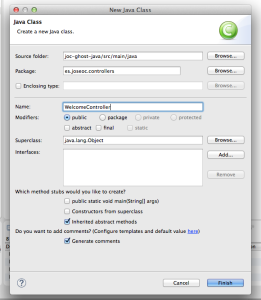 New Java Class
Java Class
Create a new Java class.
Source folder: joc-ghost-java/src/main/java Browse...
Package: es.joseoc.controllers Browse...
Enclosing type: Browse...
Name: WelcomeController
Modifiers: public package private protected
abstract final static
Superclass: java.lang.Object Browse...
Interfaces: Add...
Remove
Which method stubs would you like to create?
public static void main(String[] args)
Constructors from superclass
Inherited abstract methods
Do you want to add comments? (Configure templates and default value here)
Generate comments
? Cancel Finish